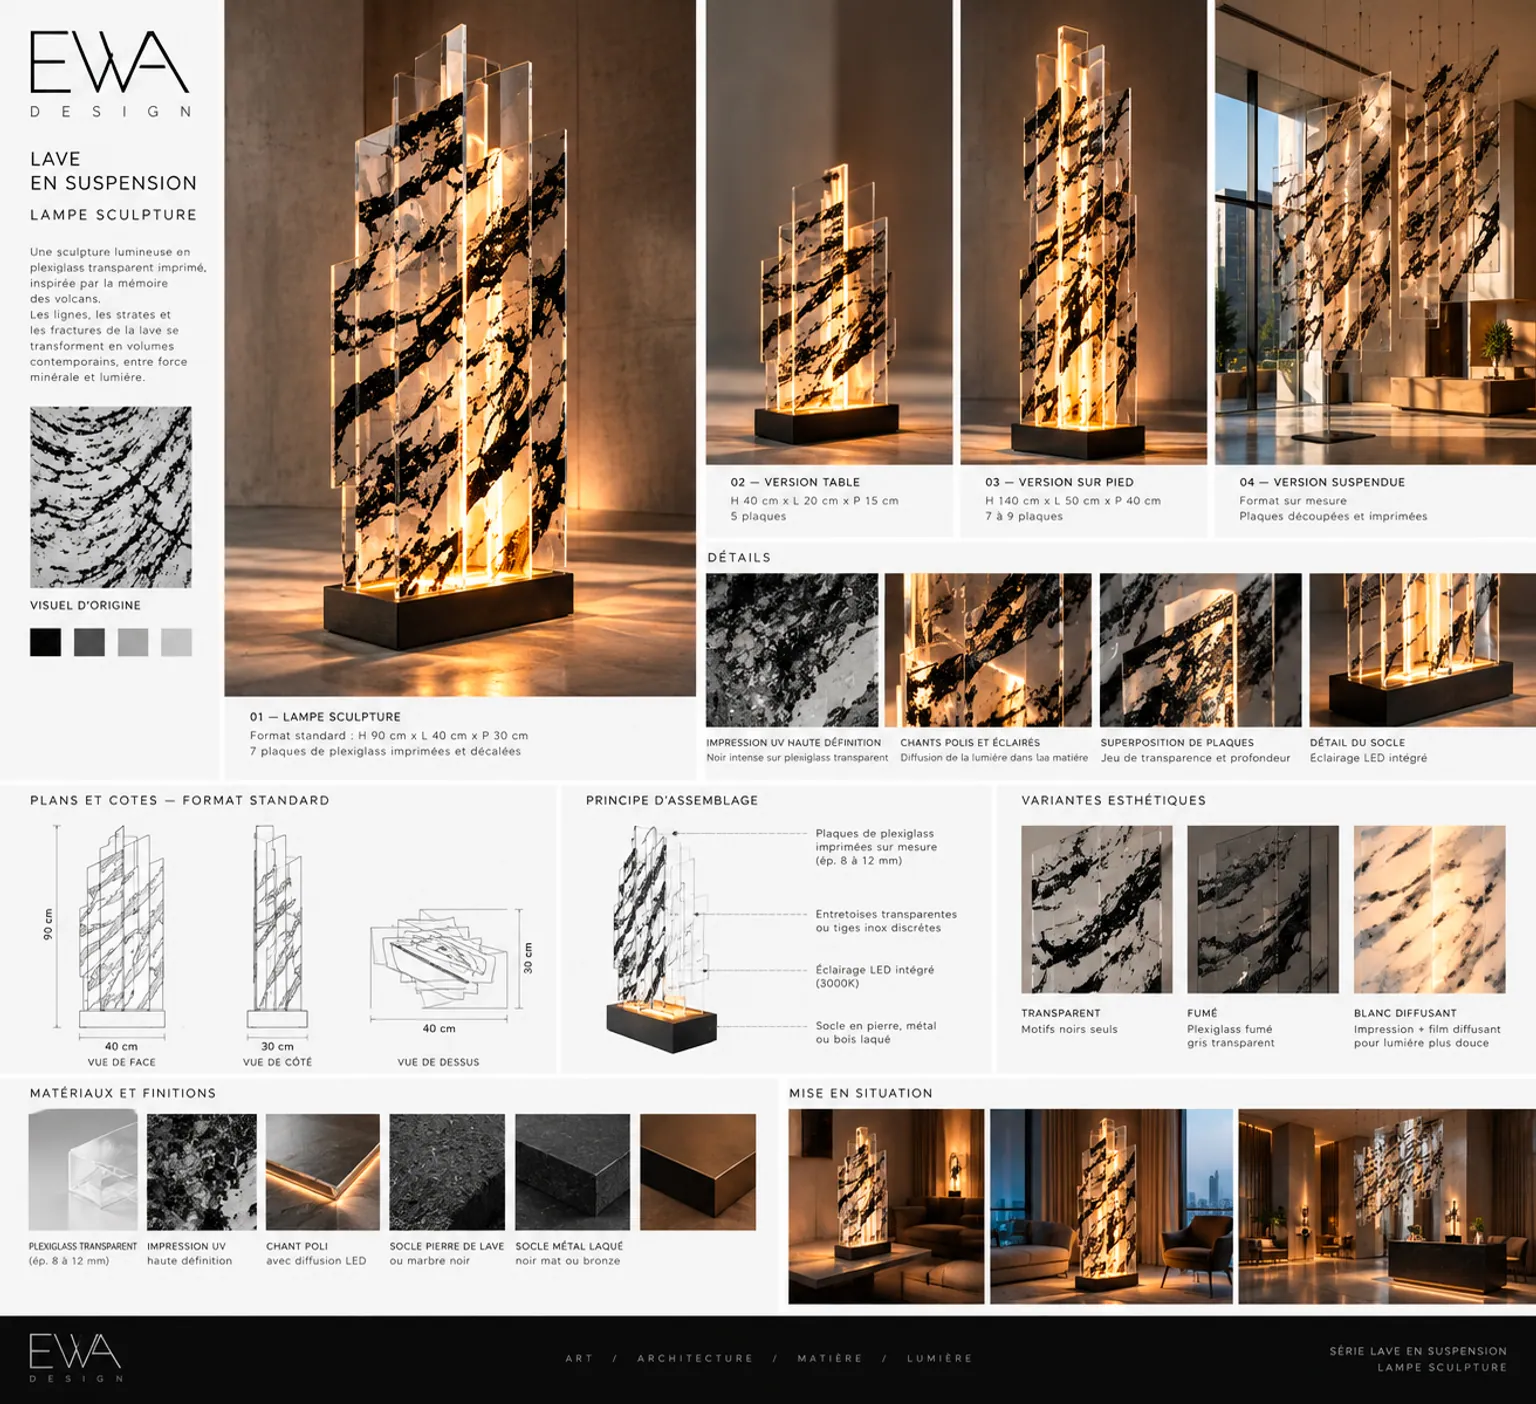 EWA
DESIGN
LAVE
EN SUSPENSION
LAMPE SCULPTURE
Une sculpture lumineuse en
plexiglass transparent imprimé,
inspirée par la mémoire
des volcans.
Les lignes, les strates et
les fractures de la lave se
transforment en volumes
contemporains, entre force
minérale et lumière.
VISUEL D'ORIGINE
01 — LAMPE SCULPTURE
Format standard : H 90 cm x L 40 cm x P 30 cm
7 plaques de plexiglass imprimées et décalées
02 — VERSION TABLE
H 40 cm x L 20 cm x P 15 cm
5 plaques
03 — VERSION SUR PIED
H 140 cm x L 50 cm x P 40 cm
7 à 9 plaques
04 — VERSION SUSPENDUE
Format sur mesure
Plaques découpées et imprimées
DÉTAILS
IMPRESSION UV HAUTE DÉFINITION
Noir intense sur plexiglass transparent
CHANTS POLIS ET ÉCLAIRÉS
Diffusion de la lumière dans laa matière
SUPERPOSITION DE PLAQUES
Jeu de transparence et profondeur
DÉTAIL DU SOCLE
Éclairage LED intégré
PLANS ET COTES — FORMAT STANDARD
90 cm
40 cm
VUE DE FACE
30 cm
VUE DE CÔTÉ
30 cm
40 cm
VUE DE DESSUS
PRINCIPE D'ASSEMBLAGE
Plaques de plexiglass
imprimées sur mesure
(ép. 8 à 12 mm)
Entretoises transparentes
ou tiges inox discrètes
Éclairage LED intégré
(3000K)
Socle en pierre, métal
ou bois laqué
VARIANTES ESTHÉTIQUES
TRANSPARENT
Motifs noirs seuls
FUMÉ
Plexiglass fumé
gris transparent
BLANC DIFFUSANT
Impression + film diffusant
pour lumière plus douce
MATÉRIAUX ET FINITIONS
PLEXIGLASS TRANSPARENT
(ép. 8 à 12 mm)
IMPRESSION UV
haute définition
CHANT POLI
avec diffusion LED
SOCLE PIERRE DE LAVE
ou marbre noir
SOCLE MÉTAL LAQUÉ
noir mat ou bronze
MISE EN SITUATION
EWA
DESIGN
ART / ARCHITECTURE / MATIÈRE / LUMIÈRE
SÉRIE LAVE EN SUSPENSION
LAMPE SCULPTURE